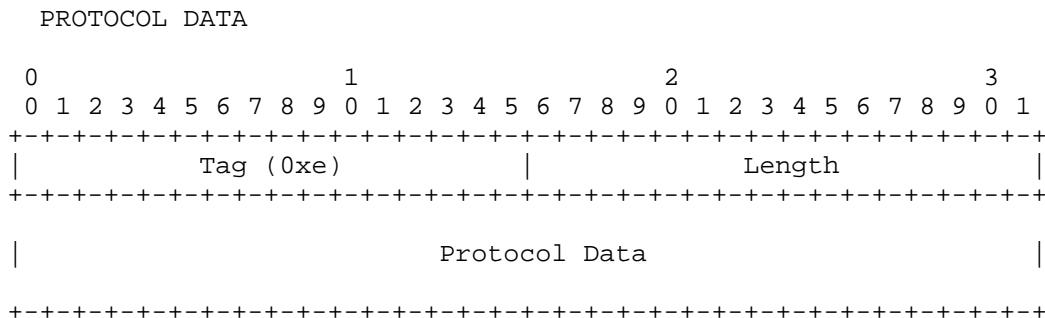 PROTOCOL DATA
0                   1                   2                   3
0 1 2 3 4 5 6 7 8 9 0 1 2 3 4 5 6 7 8 9 0 1 2 3 4 5 6 7 8 9 0 1
+-+-+-+-+-+-+-+-+-+-+-+-+-+-+-+-+-+-+-+-+-+-+-+-+-+-+-+-+-+-+-+-+
|           Tag (0xe)           |             Length            |
+-+-+-+-+-+-+-+-+-+-+-+-+-+-+-+-+-+-+-+-+-+-+-+-+-+-+-+-+-+-+-+-+
|                          Protocol Data                        |
+-+-+-+-+-+-+-+-+-+-+-+-+-+-+-+-+-+-+-+-+-+-+-+-+-+-+-+-+-+-+-+-+